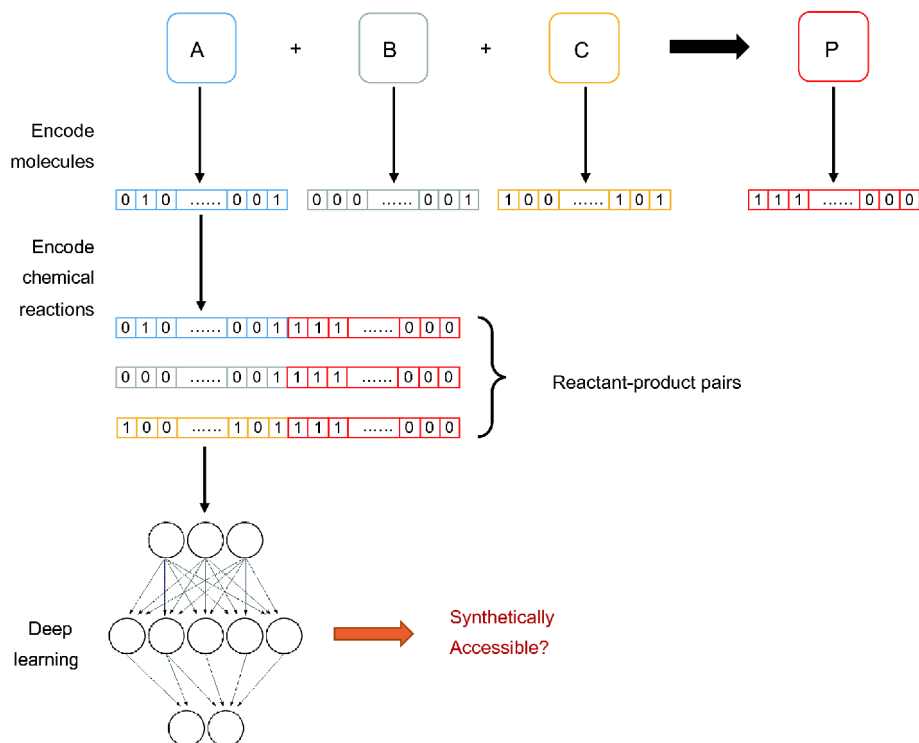 A + B + C P
Encode
molecules
0 1 0 ...... 0 0 1 0 0 0 ...... 0 0 1 1 0 0 ...... 1 0 1 1 1 1 ...... 0 0 0
Encode
chemical
reactions
0 1 0 ...... 0 0 1 1 1 1 ...... 0 0 0
0 0 0 ...... 0 0 1 1 1 1 ...... 0 0 0
Reactant-product pairs
1 0 0 ...... 1 0 1 1 1 1 ...... 0 0 0
Deep
learning
Synthetically
Accessible?